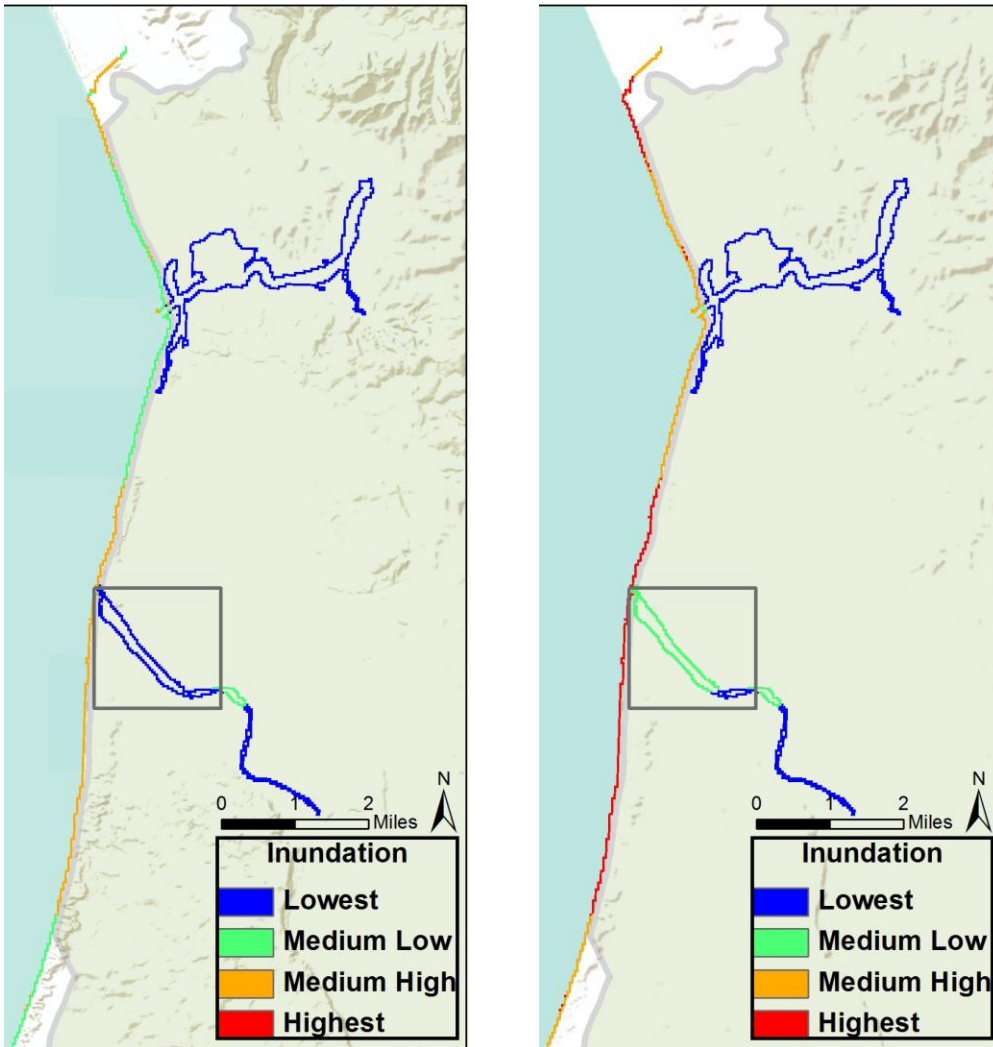 N
0 1 2
Miles
Inundation
Lowest
Medium Low
Medium High
Highest
N
0 1 2
Miles
Inundation
Lowest
Medium Low
Medium High
Highest